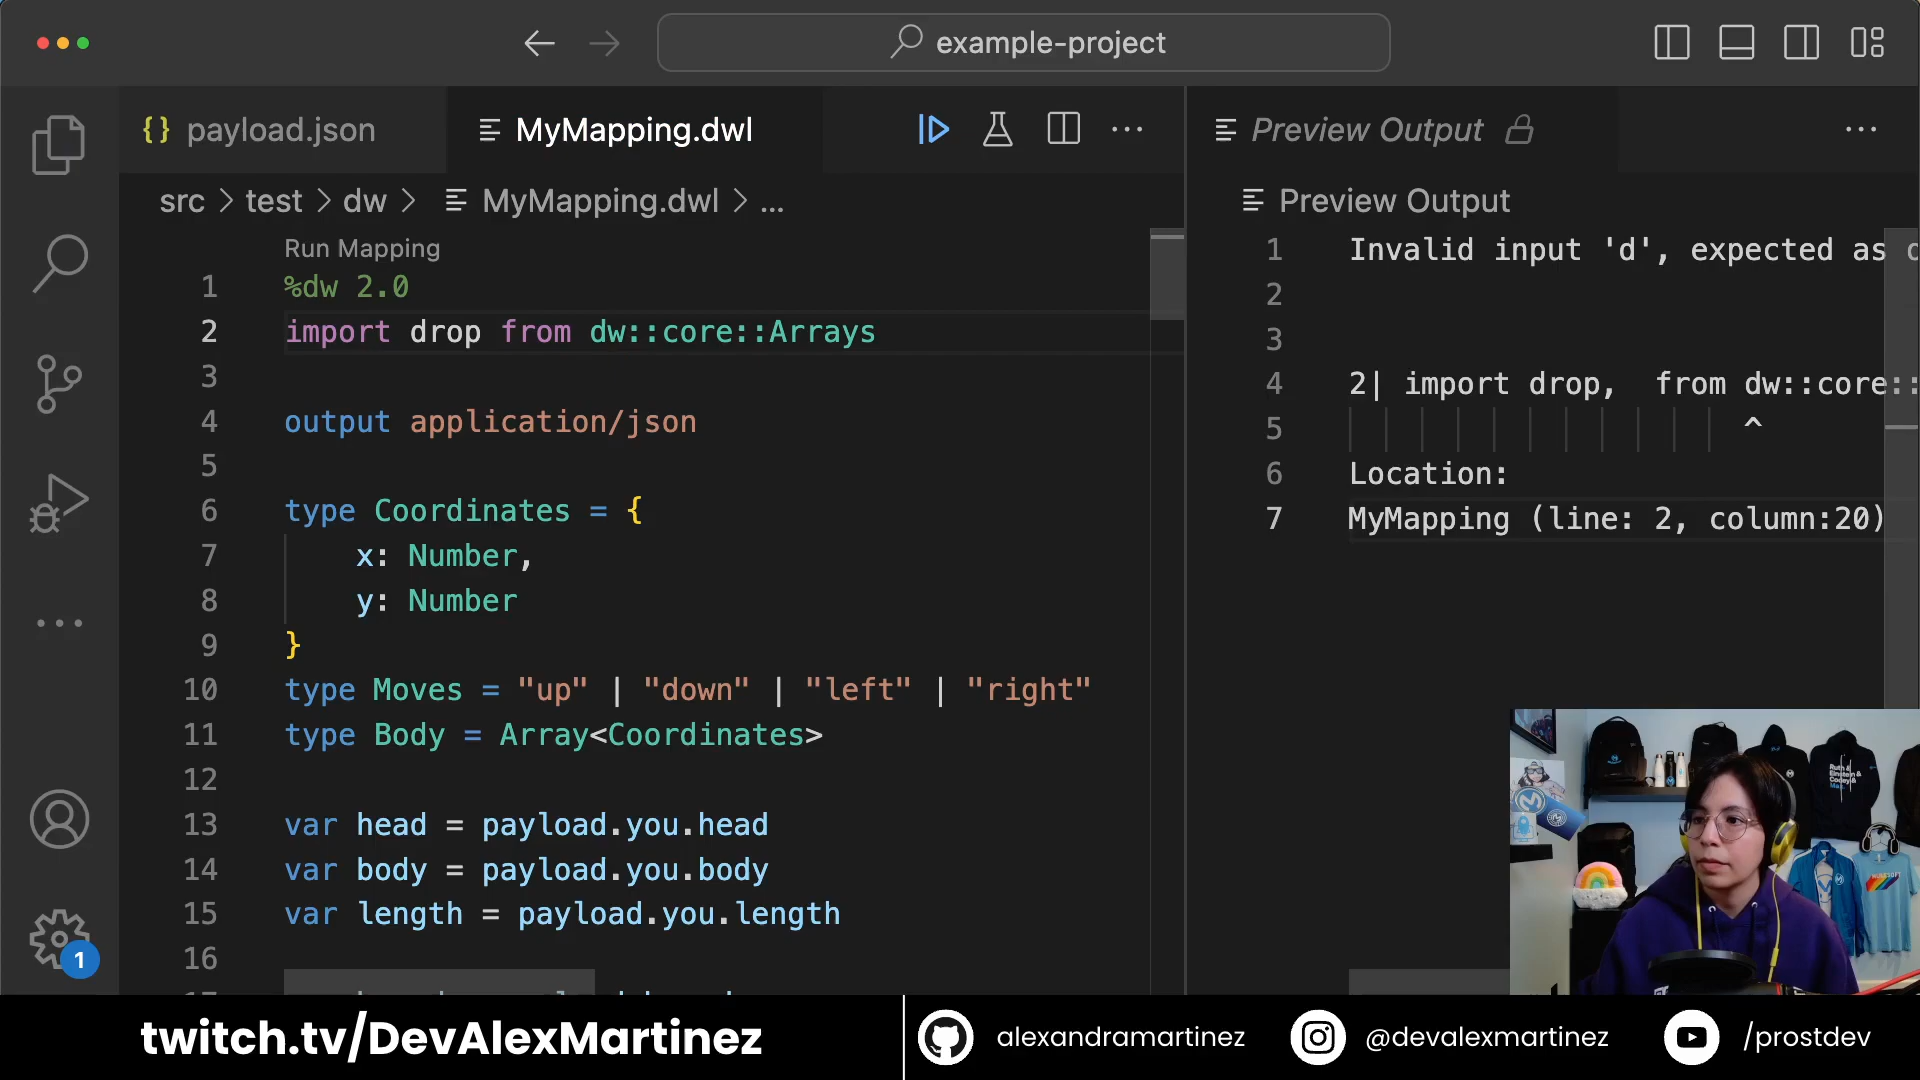 example-project
{} payload.json
MyMapping.dwl
Preview Output
src > test > dw > MyMapping.dwl > ...
Preview Output
Run Mapping
1 %dw 2.0
2 import drop from dw::core::Arrays
3
4 output application/json
5
6 type Coordinates = {
7 x: Number,
8 y: Number
9 }
10 type Moves = "up" | "down" | "left" | "right"
11 type Body = Array<Coordinates>
12
13 var head = payload.you.head
14 var body = payload.you.body
15 var length = payload.you.length
16
1 Invalid input 'd', expected as
2
3
4 2| import drop,  from dw::core::
5 ^
6 Location:
7 MyMapping (line: 2, column:20)
1
twitch.tv/DevAlexMartinez
alexandramartinez
@devalexmartinez
/prostdev